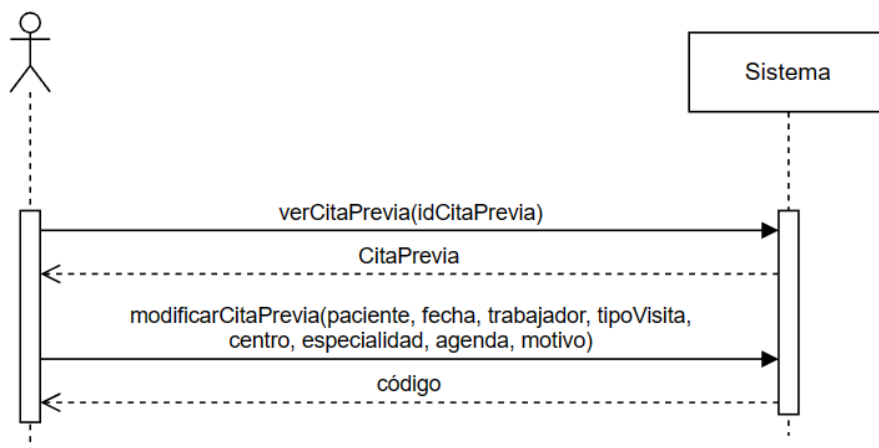 Sistema
verCitaPrevia(idCitaPrevia)
CitaPrevia
modificarCitaPrevia(paciente, fecha, trabajador, tipoVisita,
centro, especialidad, agenda, motivo)
código